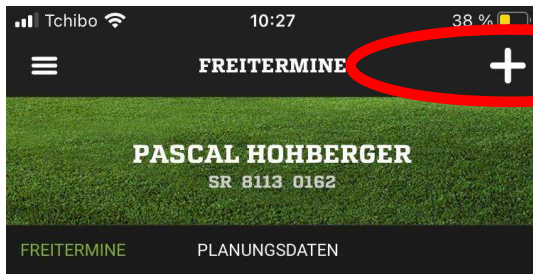 Tchibo 10:27 38 %
FREITERMINE
PASCAL HOHBERGER
SR 8113 0162
FREITERMINE PLANUNGSDATEN